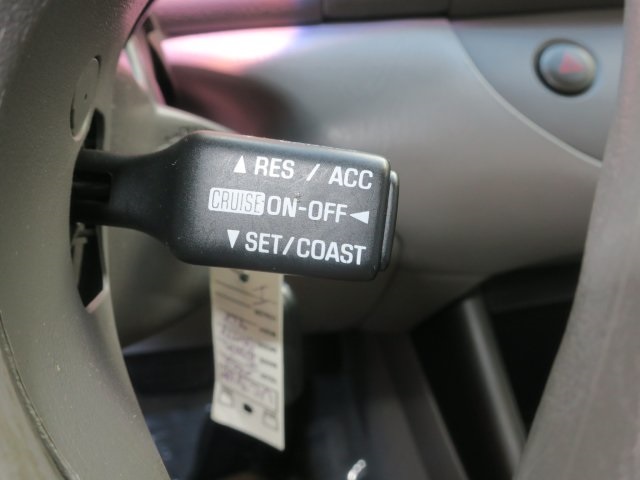 ▲ RES / ACC
CRUISE ON-OFF ◄
▼ SET/COAST